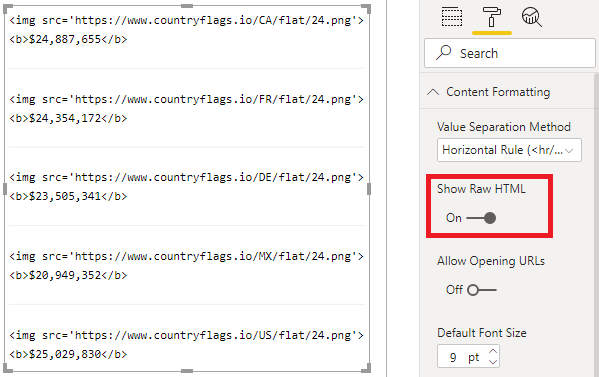 <img src='https://www.countryflags.io/CA/flat/24.png'>
<b>$24,887,655</b>
<img src='https://www.countryflags.io/FR/flat/24.png'>
<b>$24,354,172</b>
<img src='https://www.countryflags.io/DE/flat/24.png'>
<b>$23,505,341</b>
<img src='https://www.countryflags.io/MX/flat/24.png'>
<b>$20,949,352</b>
<img src='https://www.countryflags.io/US/flat/24.png'>
<b>$25,029,830</b>
Search
Content Formatting
Value Separation Method
Horizontal Rule (<hr/...
Show Raw HTML
On
Allow Opening URLs
Off
Default Font Size
9 pt